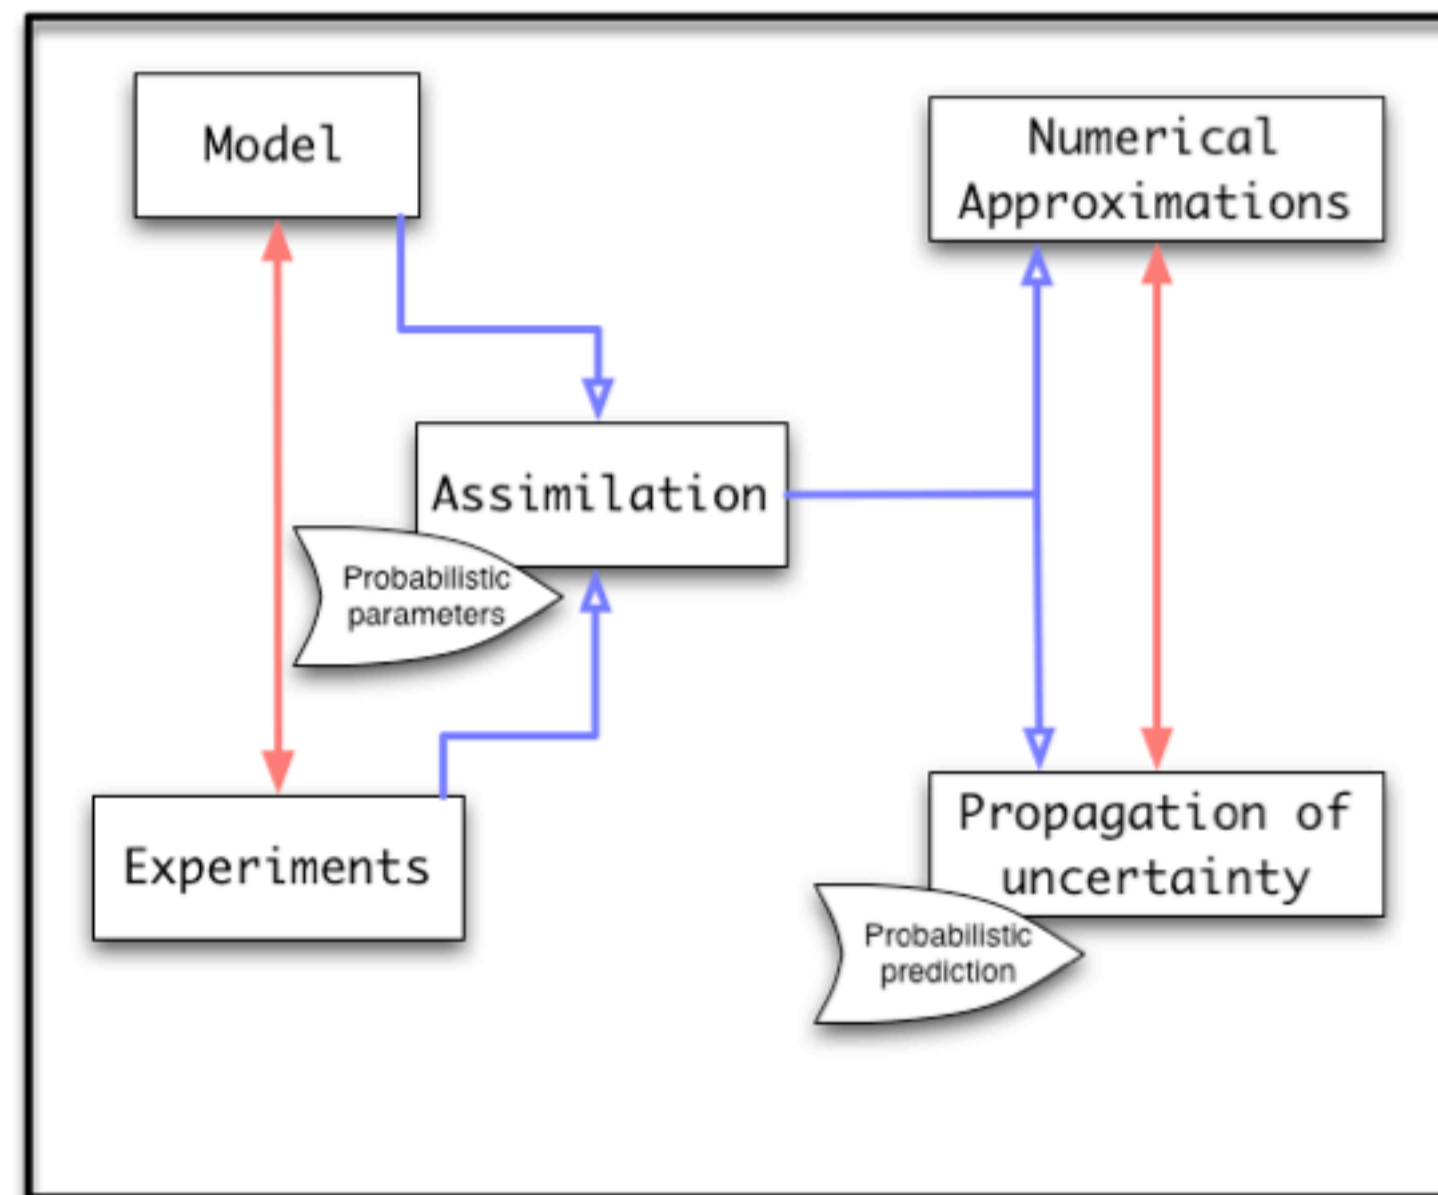 Model
Numerical
Approximations
Assimilation
Probabilistic
parameters
Experiments
Propagation of
uncertainty
Probabilistic
prediction